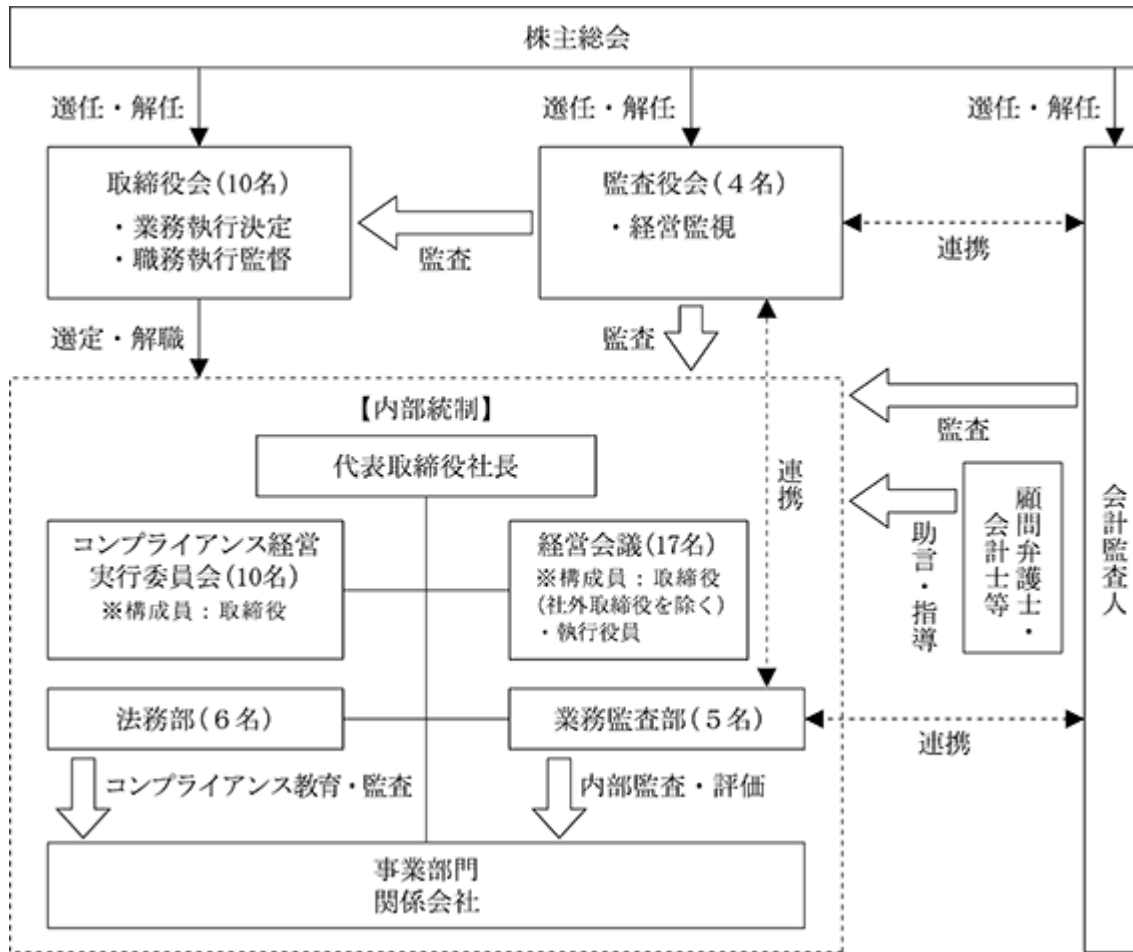 株主総会
選任・解任
選任・解任
選任・解任
取締役会(10名)
・業務執行決定
・職務執行監督
監査役会(4名)
・経営監視
監査
連携
選定・解職
監査
【内部統制】
代表取締役社長
監査
連携
コンプライアンス経営
実行委員会(10名)
※構成員:取締役
経営会議(17名)
※構成員:取締役
(社外取締役を除く)
・執行役員
助言・指導
顧問弁護士・
会計士等
会計監査人
法務部(6名)
業務監査部(5名)
連携
コンプライアンス教育・監査
内部監査・評価
事業部門
関係会社